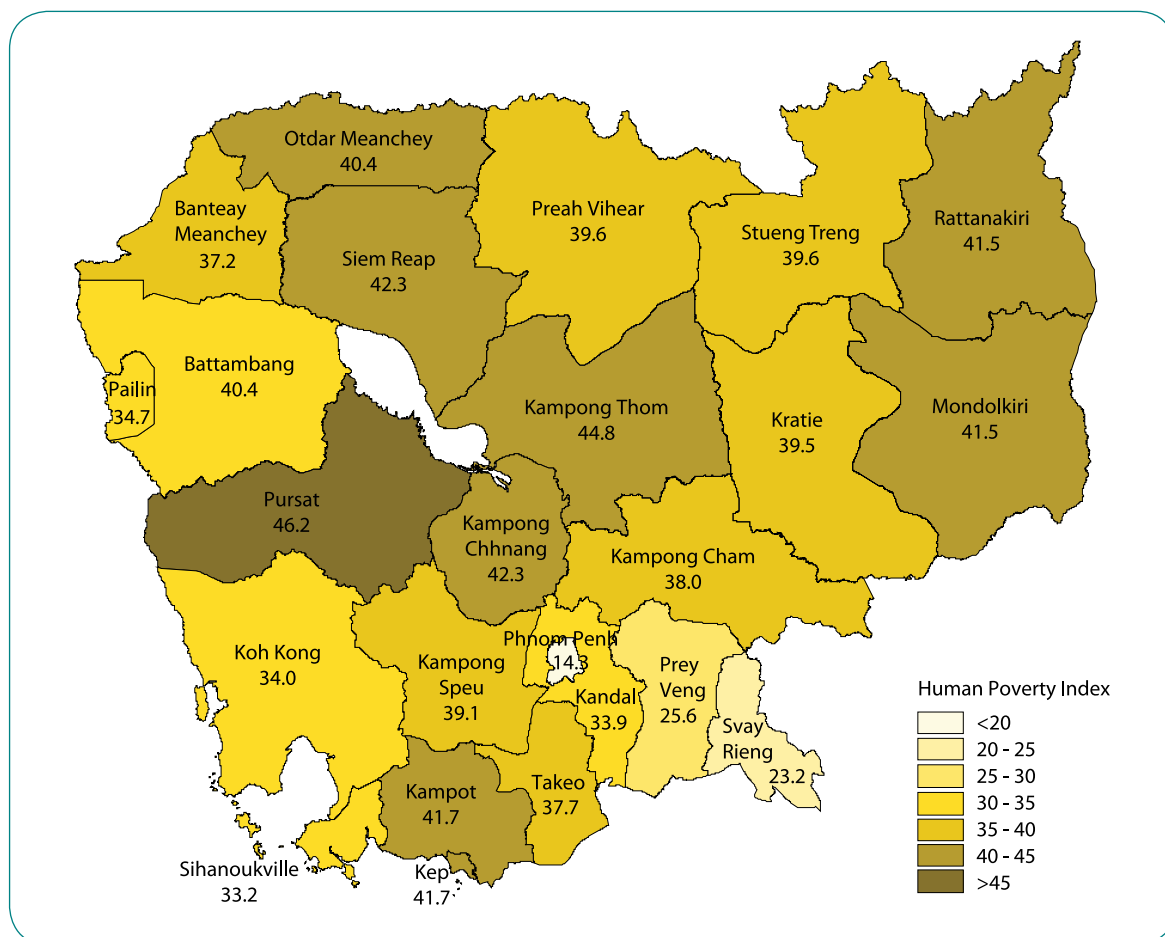 Otdar Meanchey
40.4
Banteay
Meanchey
37.2
Siem Reap
42.3
Preah Vihear
39.6
Stueng Treng
39.6
Rattanakiri
41.5
Battambang
40.4
Pailin
34.7
Kampong Thom
44.8
Kratie
39.5
Mondolkiri
41.5
Pursat
46.2
Kampong
Chhnang
42.3
Kampong Cham
38.0
Koh Kong
34.0
Kampong
Speu
39.1
Phnom Penh
14.3
Kandal
33.9
Prey
Veng
25.6
Svay
Rieng
23.2
Takeo
37.7
Kampot
41.7
Sihanoukville
33.2
Kep
41.7
Human Poverty Index
<20
20 - 25
25 - 30
30 - 35
35 - 40
40 - 45
>45